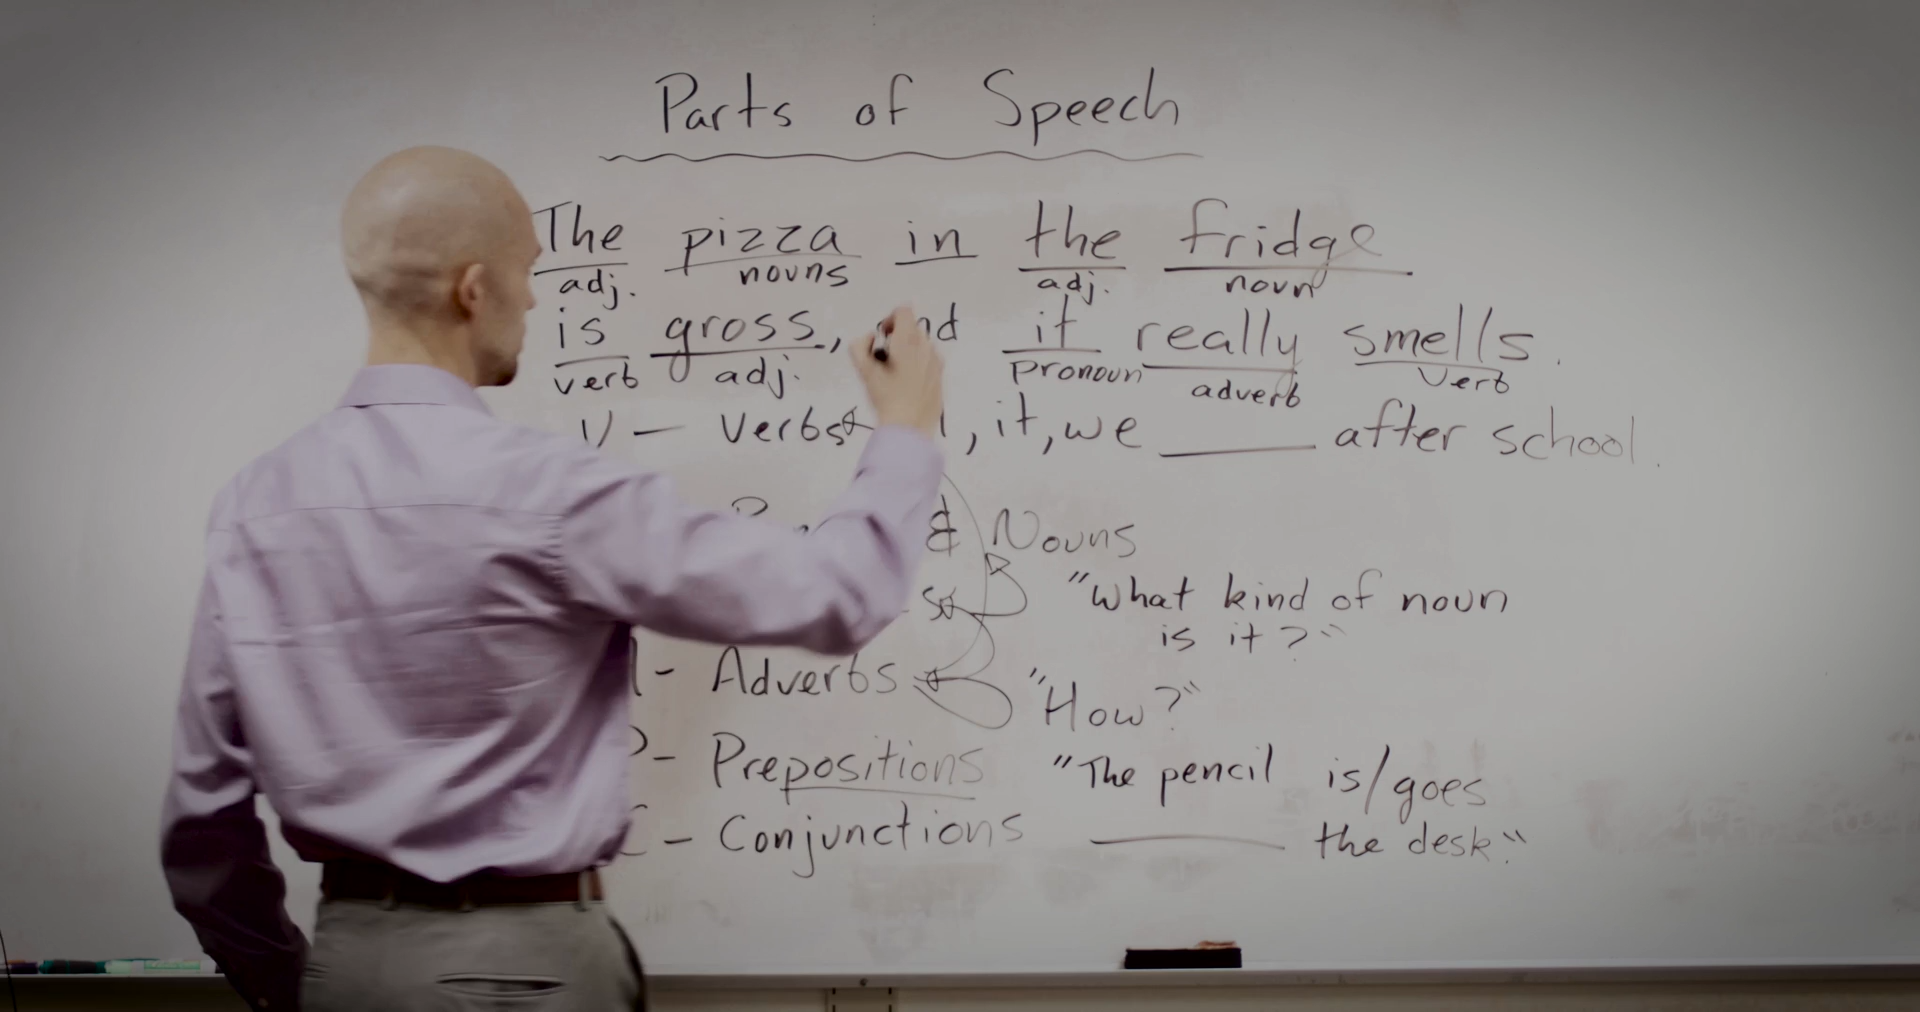 Parts of Speech
The pizza in the fridge
adj. nouns adj. noun
is gross, and it really smells.
verb adj. pronoun adverb verb
V - Verbs I, it, we ____ after school.
& Nouns
"What kind of noun
is it?"
- Adverbs "How?"
P- Prepositions "The pencil is/goes
C - Conjunctions ____ the desk."